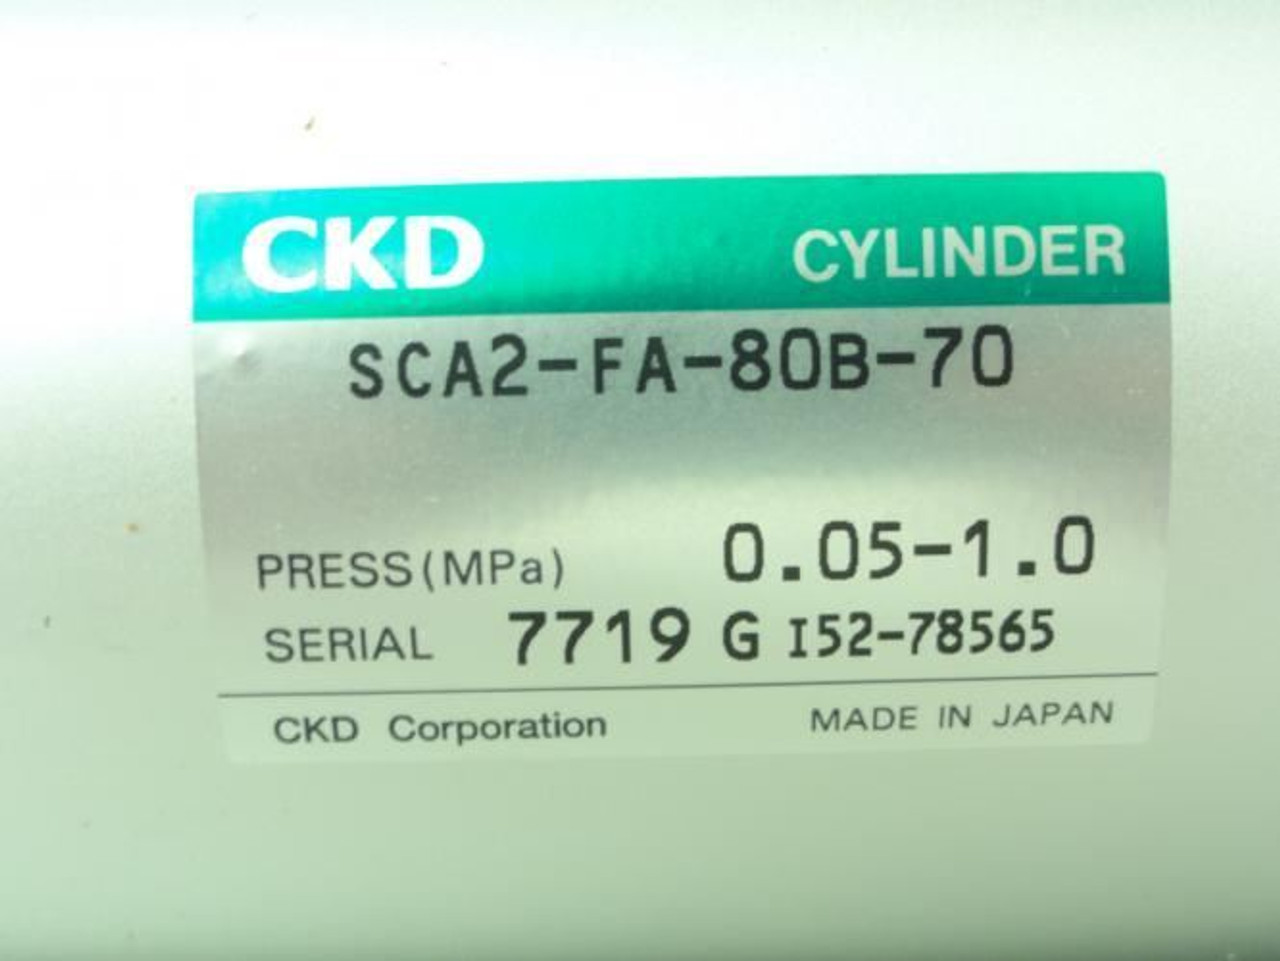 CKD CYLINDER
SCA2-FA-80B-70
PRESS(MPa) 0.05-1.0
SERIAL 7719 G I52-78565
CKD Corporation MADE IN JAPAN